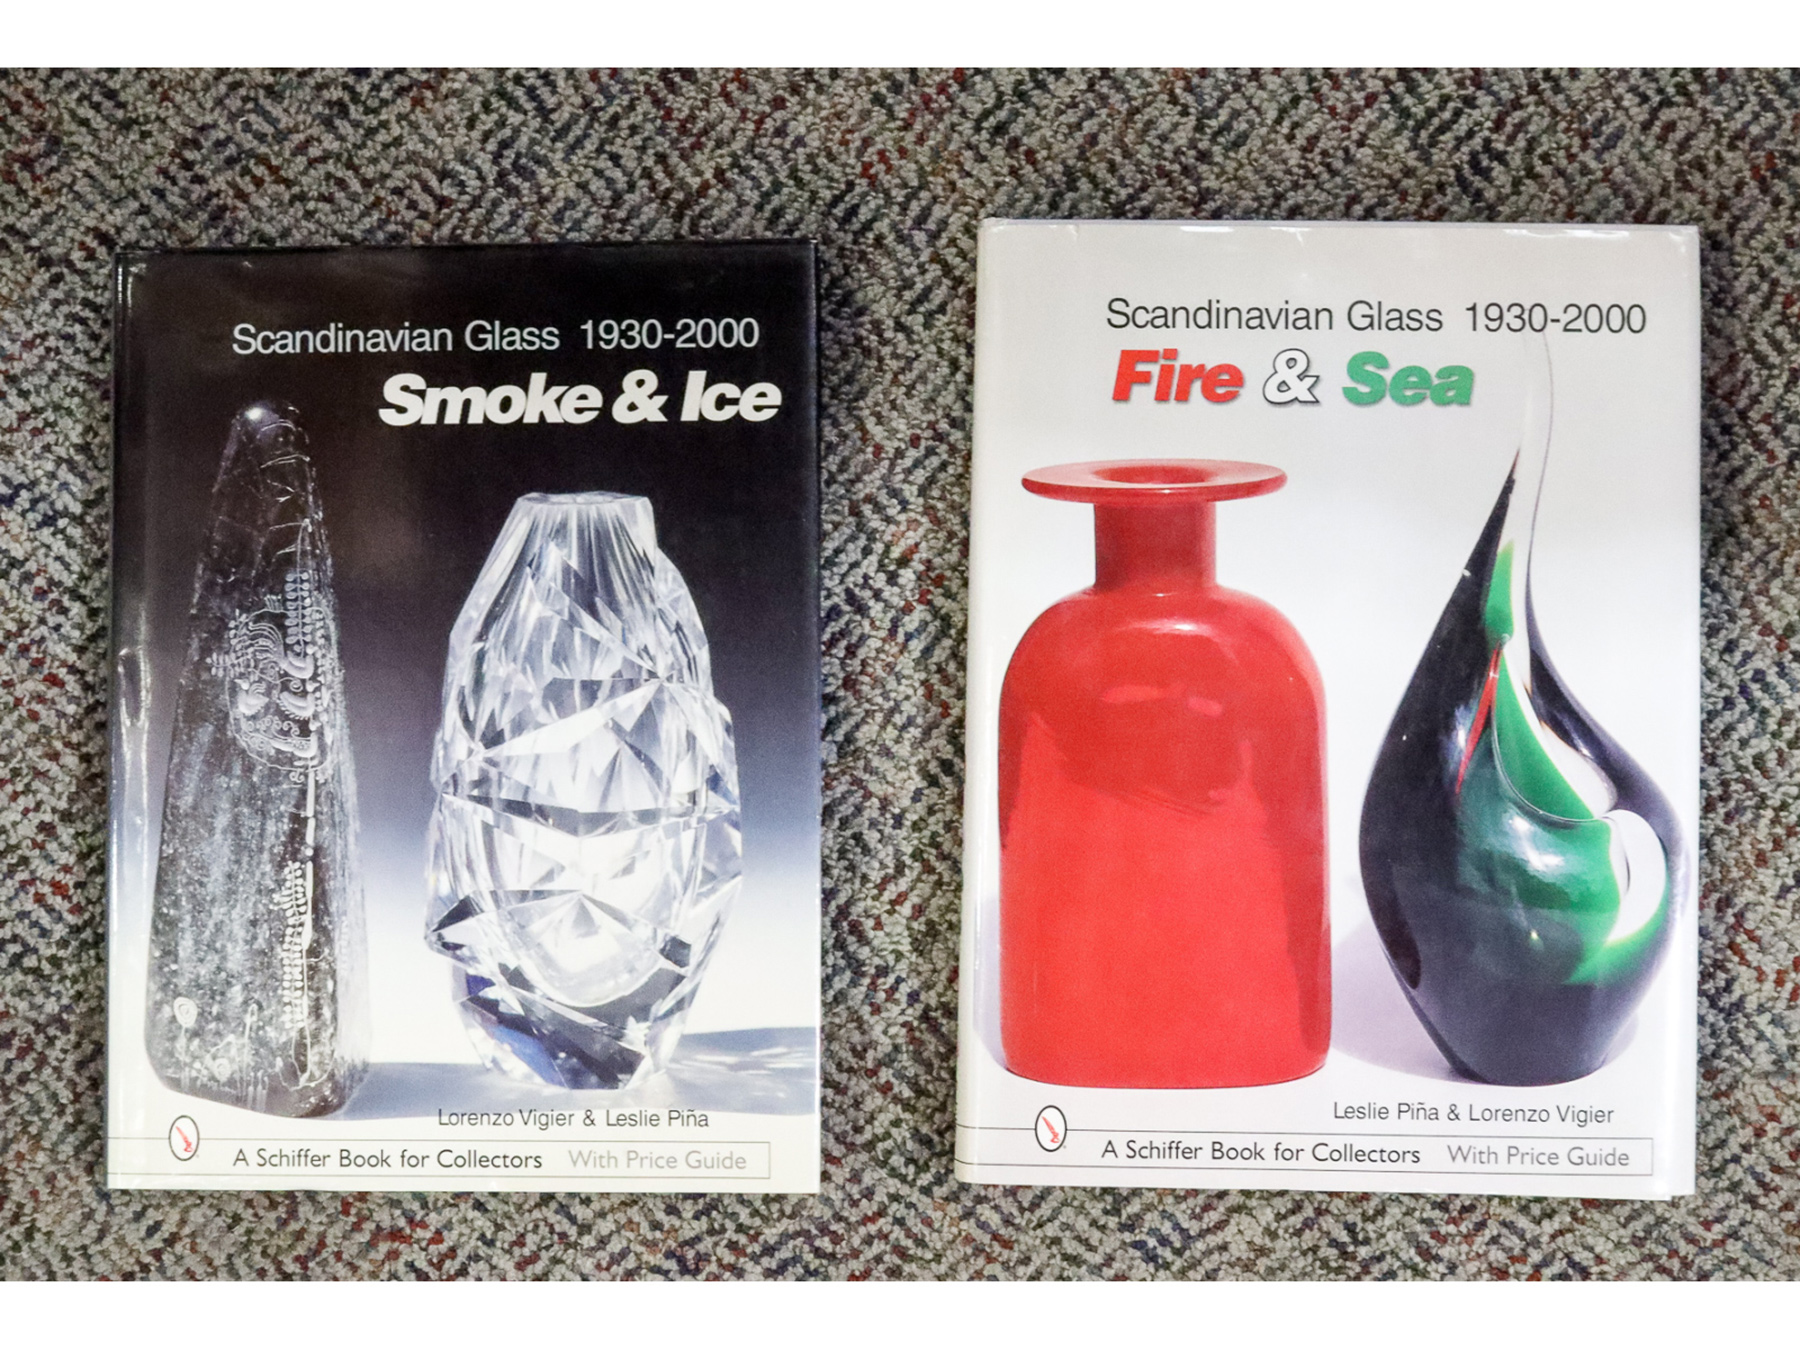 Scandinavian Glass 1930-2000
Smoke & Ice
Lorenzo Vigier & Leslie Piña
A Schiffer Book for Collectors With Price Guide
Scandinavian Glass 1930-2000
Fire & Sea
Leslie Piña & Lorenzo Vigier
A Schiffer Book for Collectors With Price Guide